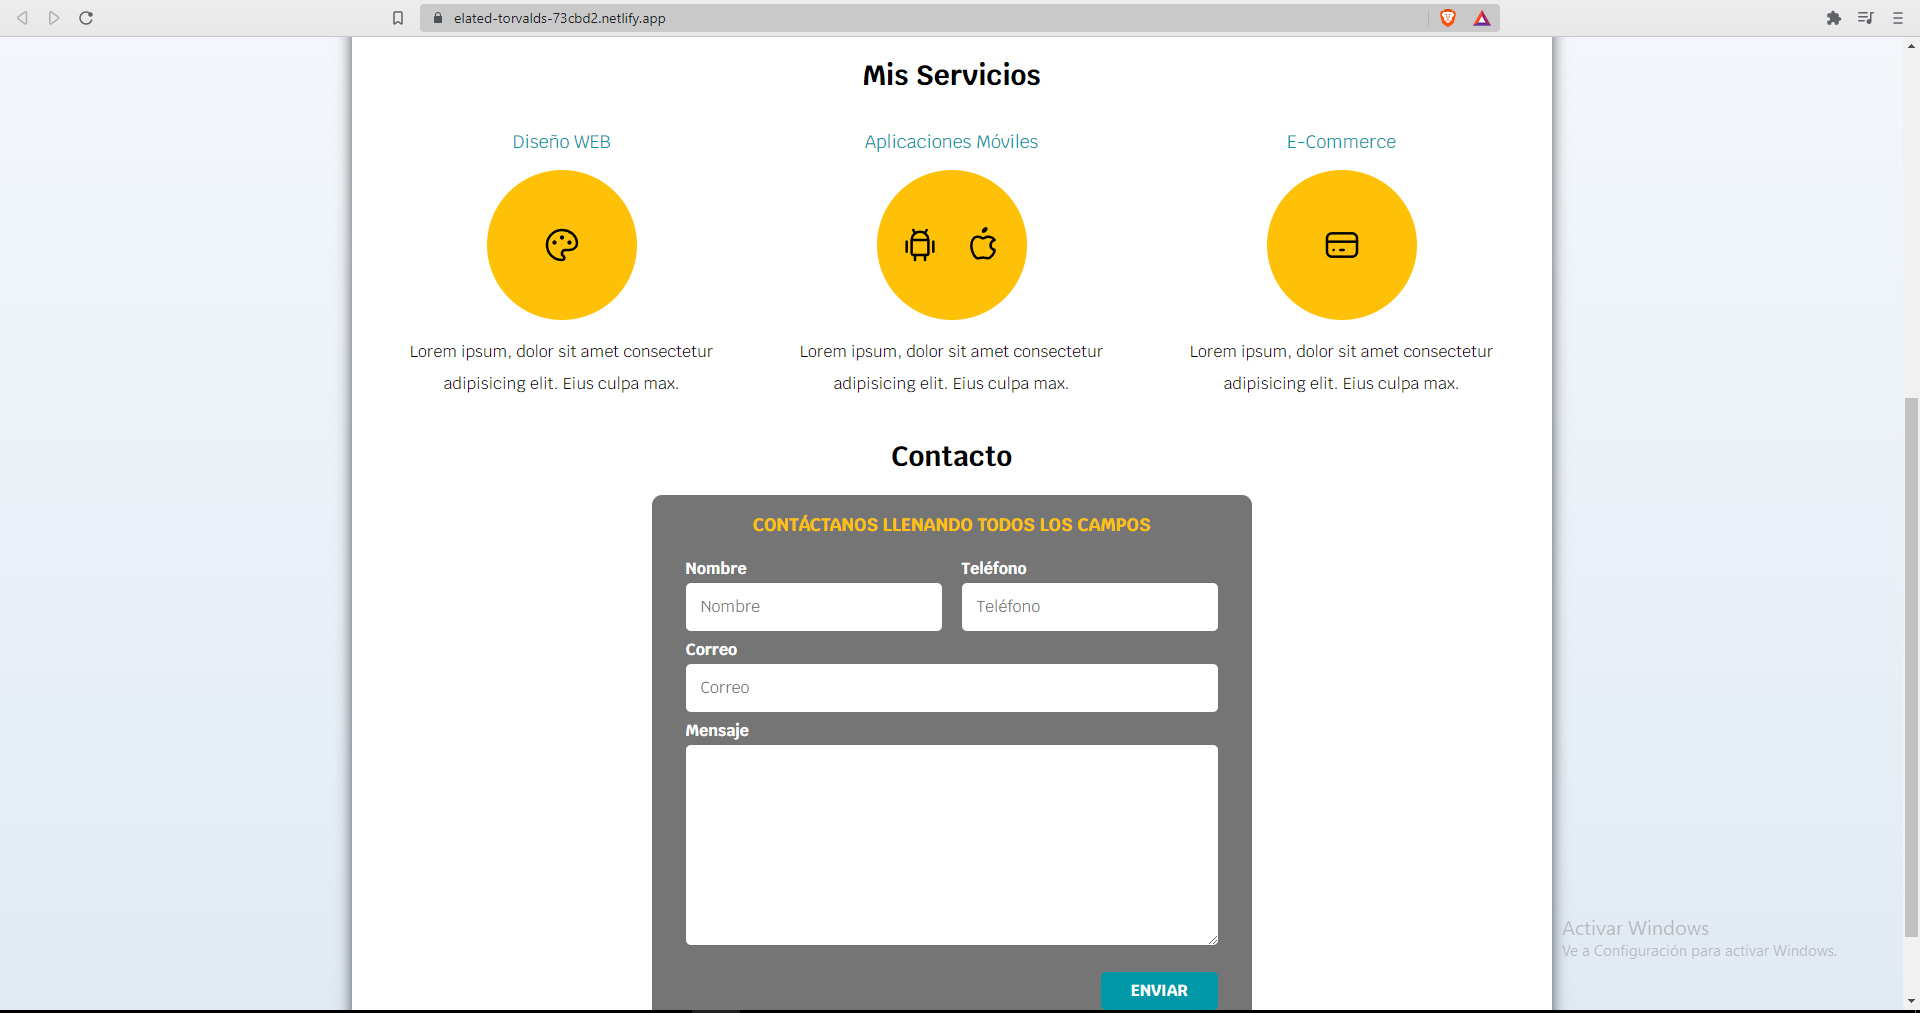 elated-torvalds-73cbd2.netlify.app
Mis Servicios
Diseño WEB
Aplicaciones Móviles
E-Commerce
Lorem ipsum, dolor sit amet consectetur
adipisicing elit. Eius culpa max.
Lorem ipsum, dolor sit amet consectetur
adipisicing elit. Eius culpa max.
Lorem ipsum, dolor sit amet consectetur
adipisicing elit. Eius culpa max.
Contacto
CONTÁCTANOS LLENANDO TODOS LOS CAMPOS
Nombre
Teléfono
Nombre
Teléfono
Correo
Correo
Mensaje
ENVIAR
Activar Windows
Ve a Configuración para activar Windows.